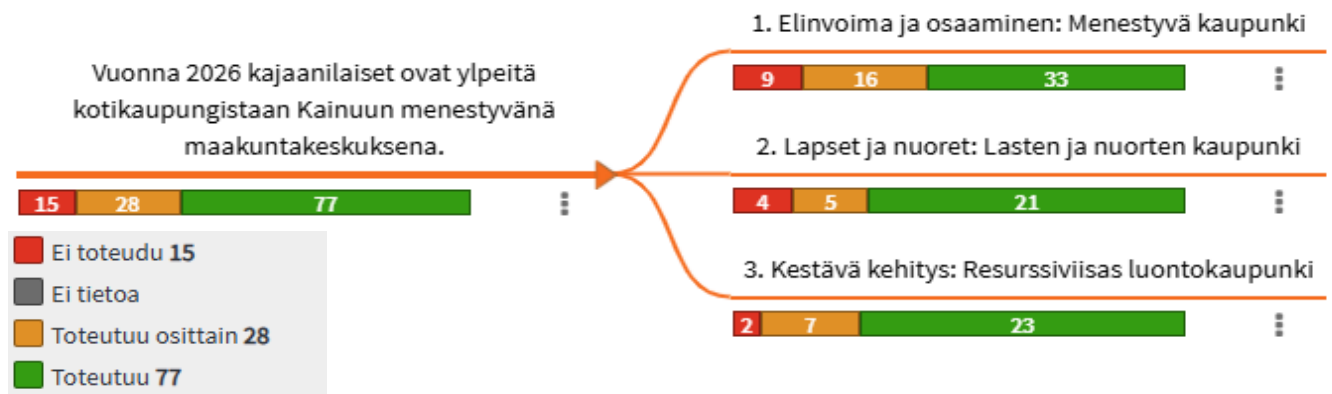 Vuonna 2026 kajaanilaiset ovat ylpeitä
kotikaupungistaan Kainuun menestyvänä
maakuntakeskuksena.
15 28 77
Ei toteudu 15
Ei tietoa
Toteutuu osittain 28
Toteutuu 77
1. Elinvoima ja osaaminen: Menestyvä kaupunki
9 16 33
2. Lapset ja nuoret: Lasten ja nuorten kaupunki
4 5 21
3. Kestävä kehitys: Resurssiviisas luontokaupunki
2 7 23